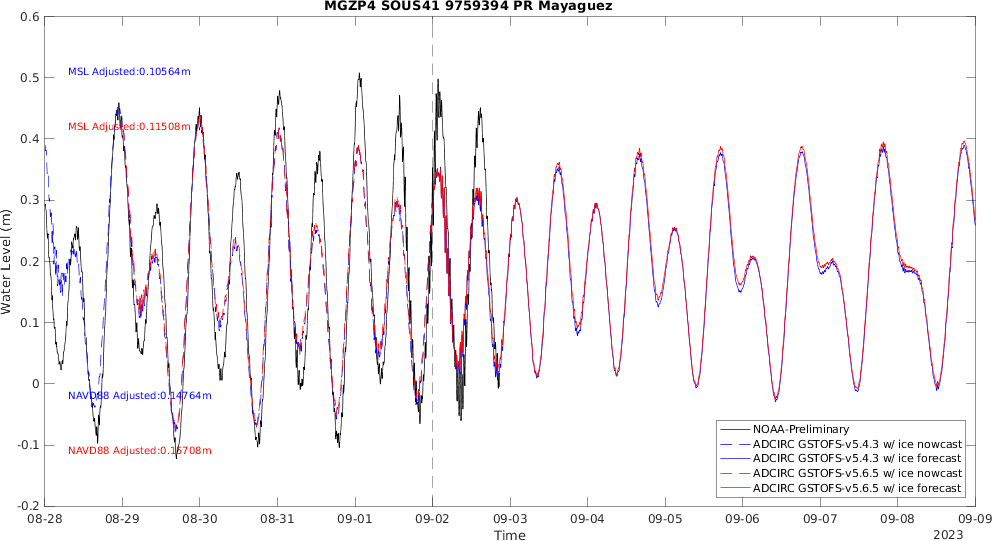 MGZP4 SOUS41 9759394 PR Mayaguez
0.6
0.5
0.4
0.3
0.2
0.1
0
-0.1
-0.2
Water Level (m)
MSL Adjusted:0.10564m
MSL Adjusted:0.11508m
NAVD88 Adjusted:0.14764m
NAVD88 Adjusted:0.15708m
NOAA-Preliminary
ADCIRC GSTOFS-v5.4.3 w/ ice nowcast
ADCIRC GSTOFS-v5.4.3 w/ ice forecast
ADCIRC GSTOFS-v5.6.5 w/ ice nowcast
ADCIRC GSTOFS-v5.6.5 w/ ice forecast
08-28 08-29 08-30 08-31 09-01 09-02 09-03 09-04 09-05 09-06 09-07 09-08 09-09
Time
2023